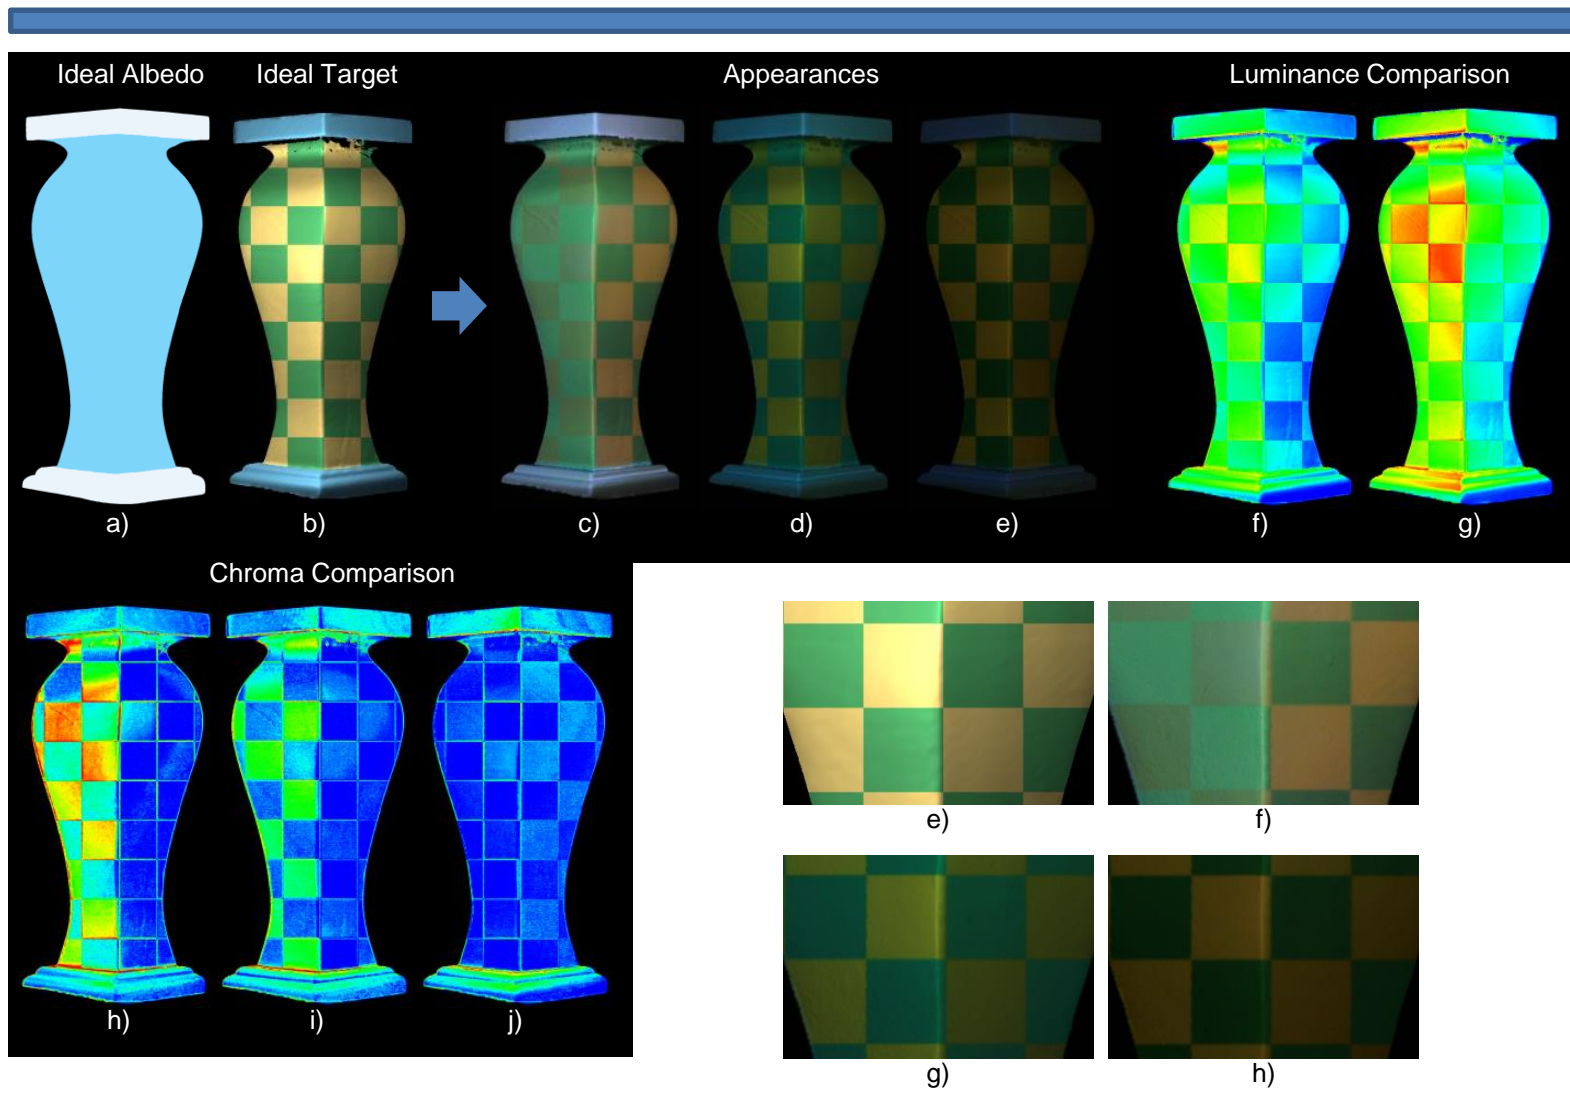 Ideal Albedo Ideal Target Appearances Luminance Comparison
a) b) c) d) e) f) g)
Chroma Comparison
h) i) j)
e) f)
g) h)